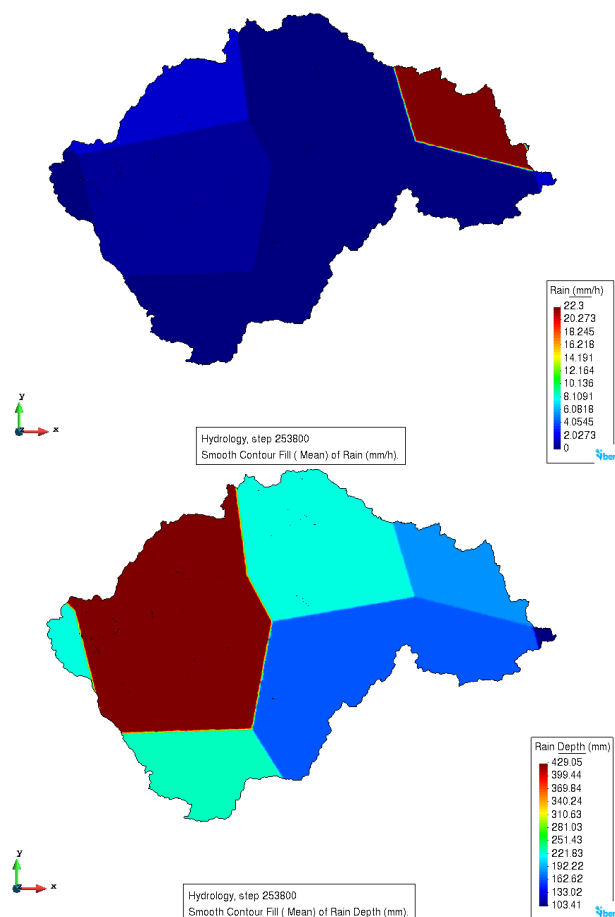 Rain (mm/h)
22.3
20.273
18.245
16.218
14.191
12.164
10.136
8.1091
6.0818
4.0545
2.0273
0
y
x
Hydrology, step 253800
Smooth Contour Fill ( Mean) of Rain (mm/h).
Rain Depth (mm)
429.05
399.44
369.84
340.24
310.63
281.03
251.43
221.83
192.22
162.62
133.02
103.41
y
x
Hydrology, step 253800
Smooth Contour Fill ( Mean) of Rain Depth (mm).